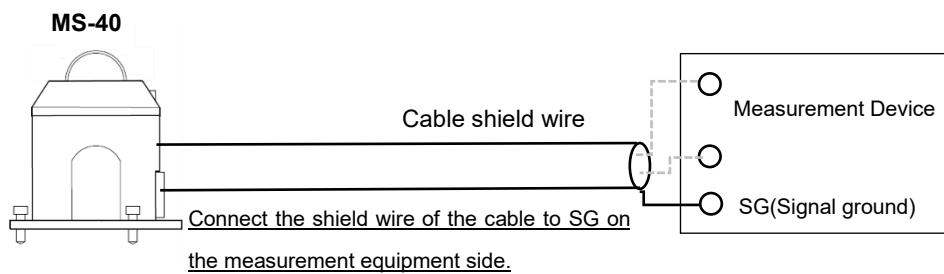 MS-40
Cable shield wire
Measurement Device
SG(Signal ground)
Connect the shield wire of the cable to SG on
the measurement equipment side.